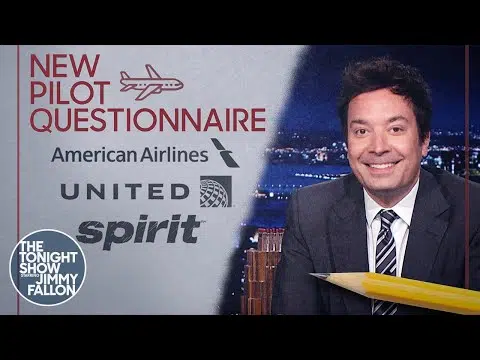 NEW
PILOT
QUESTIONNAIRE
American Airlines
UNITED
spirit
THE
TONIGHT
SHOW
STARRING
JIMMY
FALLON